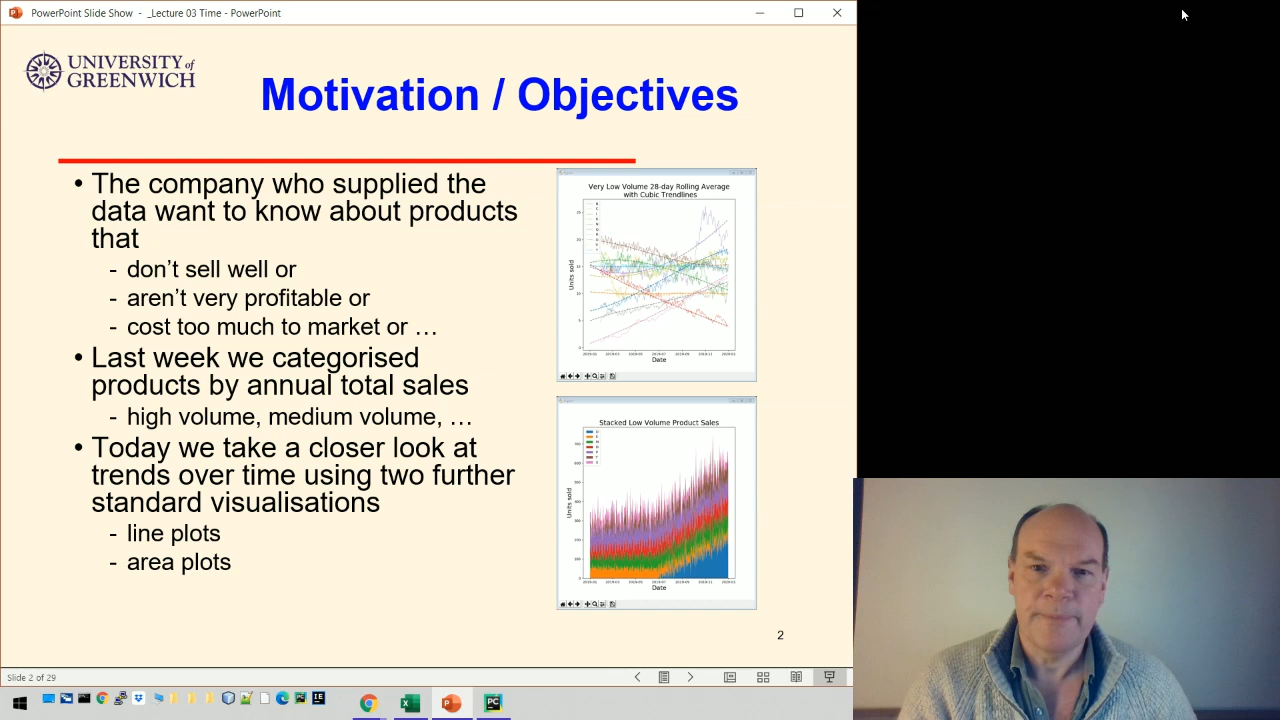 PowerPoint Slide Show - _Lecture 03 Time - PowerPoint
UNIVERSITY of
GREENWICH
Motivation / Objectives
• The company who supplied the
data want to know about products
that
- don't sell well or
- aren't very profitable or
- cost too much to market or …
• Last week we categorised
products by annual total sales
- high volume, medium volume, …
• Today we take a closer look at
trends over time using two further
standard visualisations
- line plots
- area plots
Very Low Volume 28-day Rolling Average
with Cubic Trendlines
Units sold
Date
Stacked Low Volume Product Sales
Units sold
Date
2
Slide 2 of 29